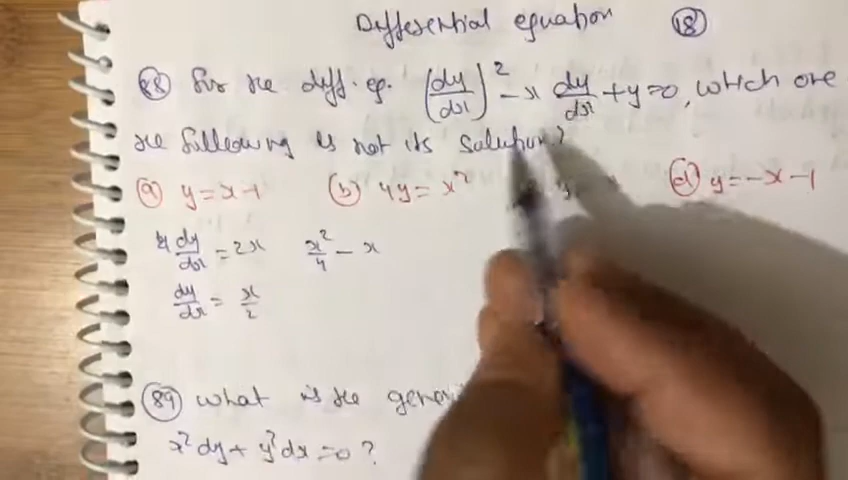 Differential equation (18)
(88) for the diff. eq. (dy/dx)² - x dy/dx + y = 0, which one
the following is not its solution?
(a) y = x - 1 (b) 4y = x² (d) y = -x - 1
4 dy/dx = 2x x²/4 - x
dy/dx = x/2
(89) what is the gener
x² dy + y² dx = 0 ?